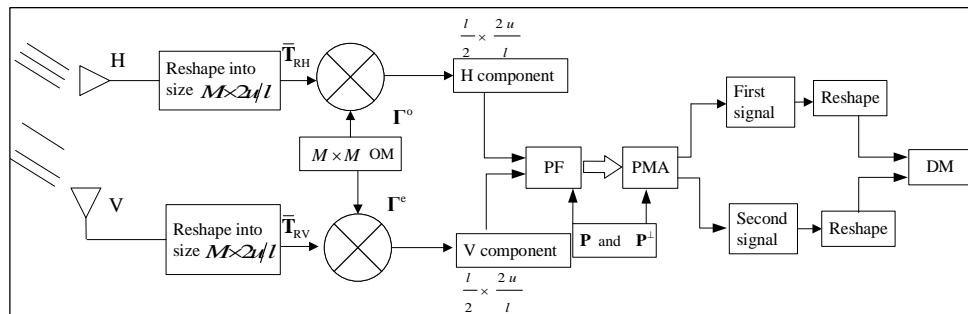 H
Reshape into
size M×2u/l
T̄RH
Γᵒ
l/2 × 2u/l
H component
M × M OM
V
Reshape into
size M×2u/l
T̄RV
Γᵉ
V component
l/2 × 2u/l
PF
PMA
P and P⊥
First
signal
Reshape
Second
signal
Reshape
DM